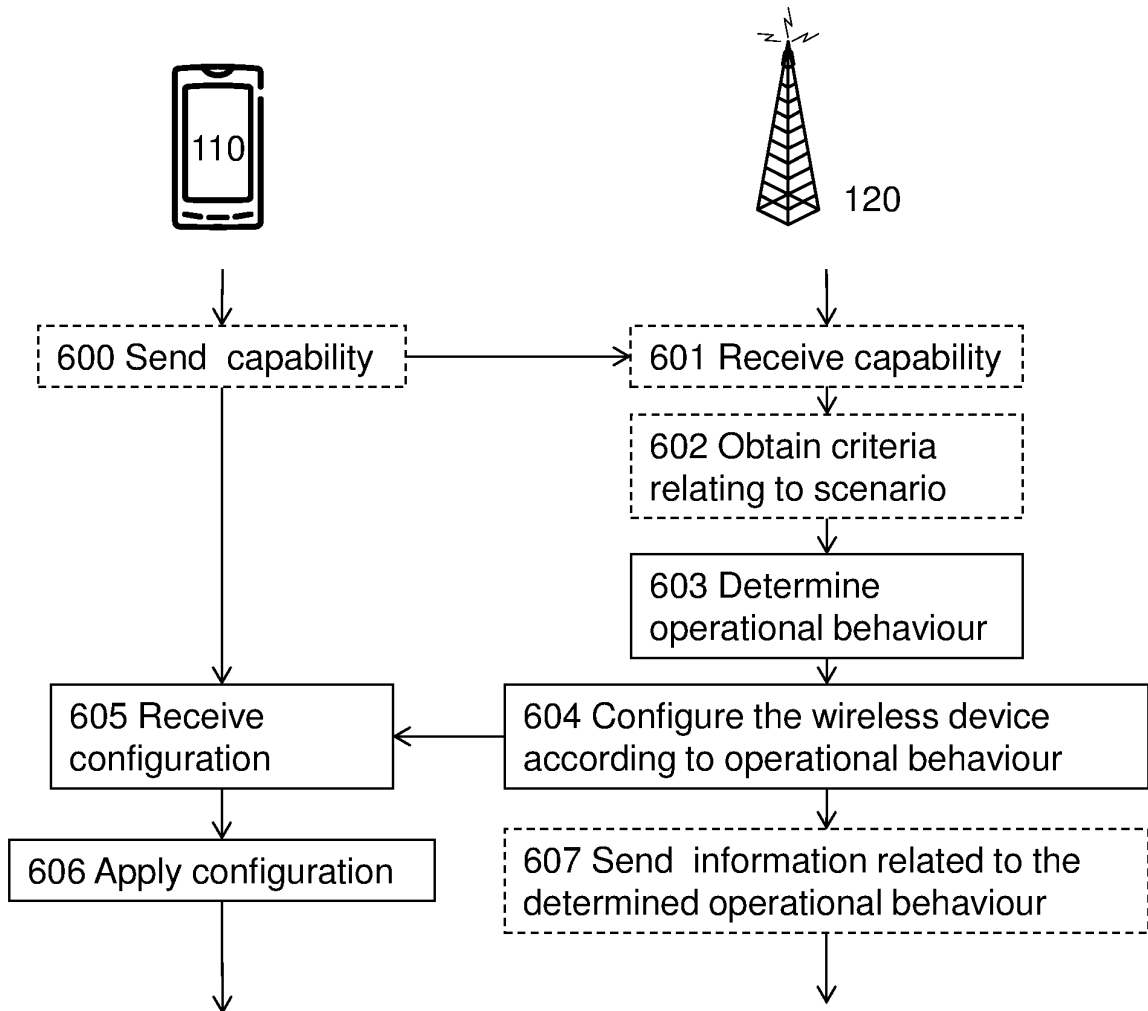 110
120
600 Send capability
601 Receive capability
602 Obtain criteria
relating to scenario
603 Determine
operational behaviour
605 Receive
configuration
604 Configure the wireless device
according to operational behaviour
606 Apply configuration
607 Send information related to the
determined operational behaviour